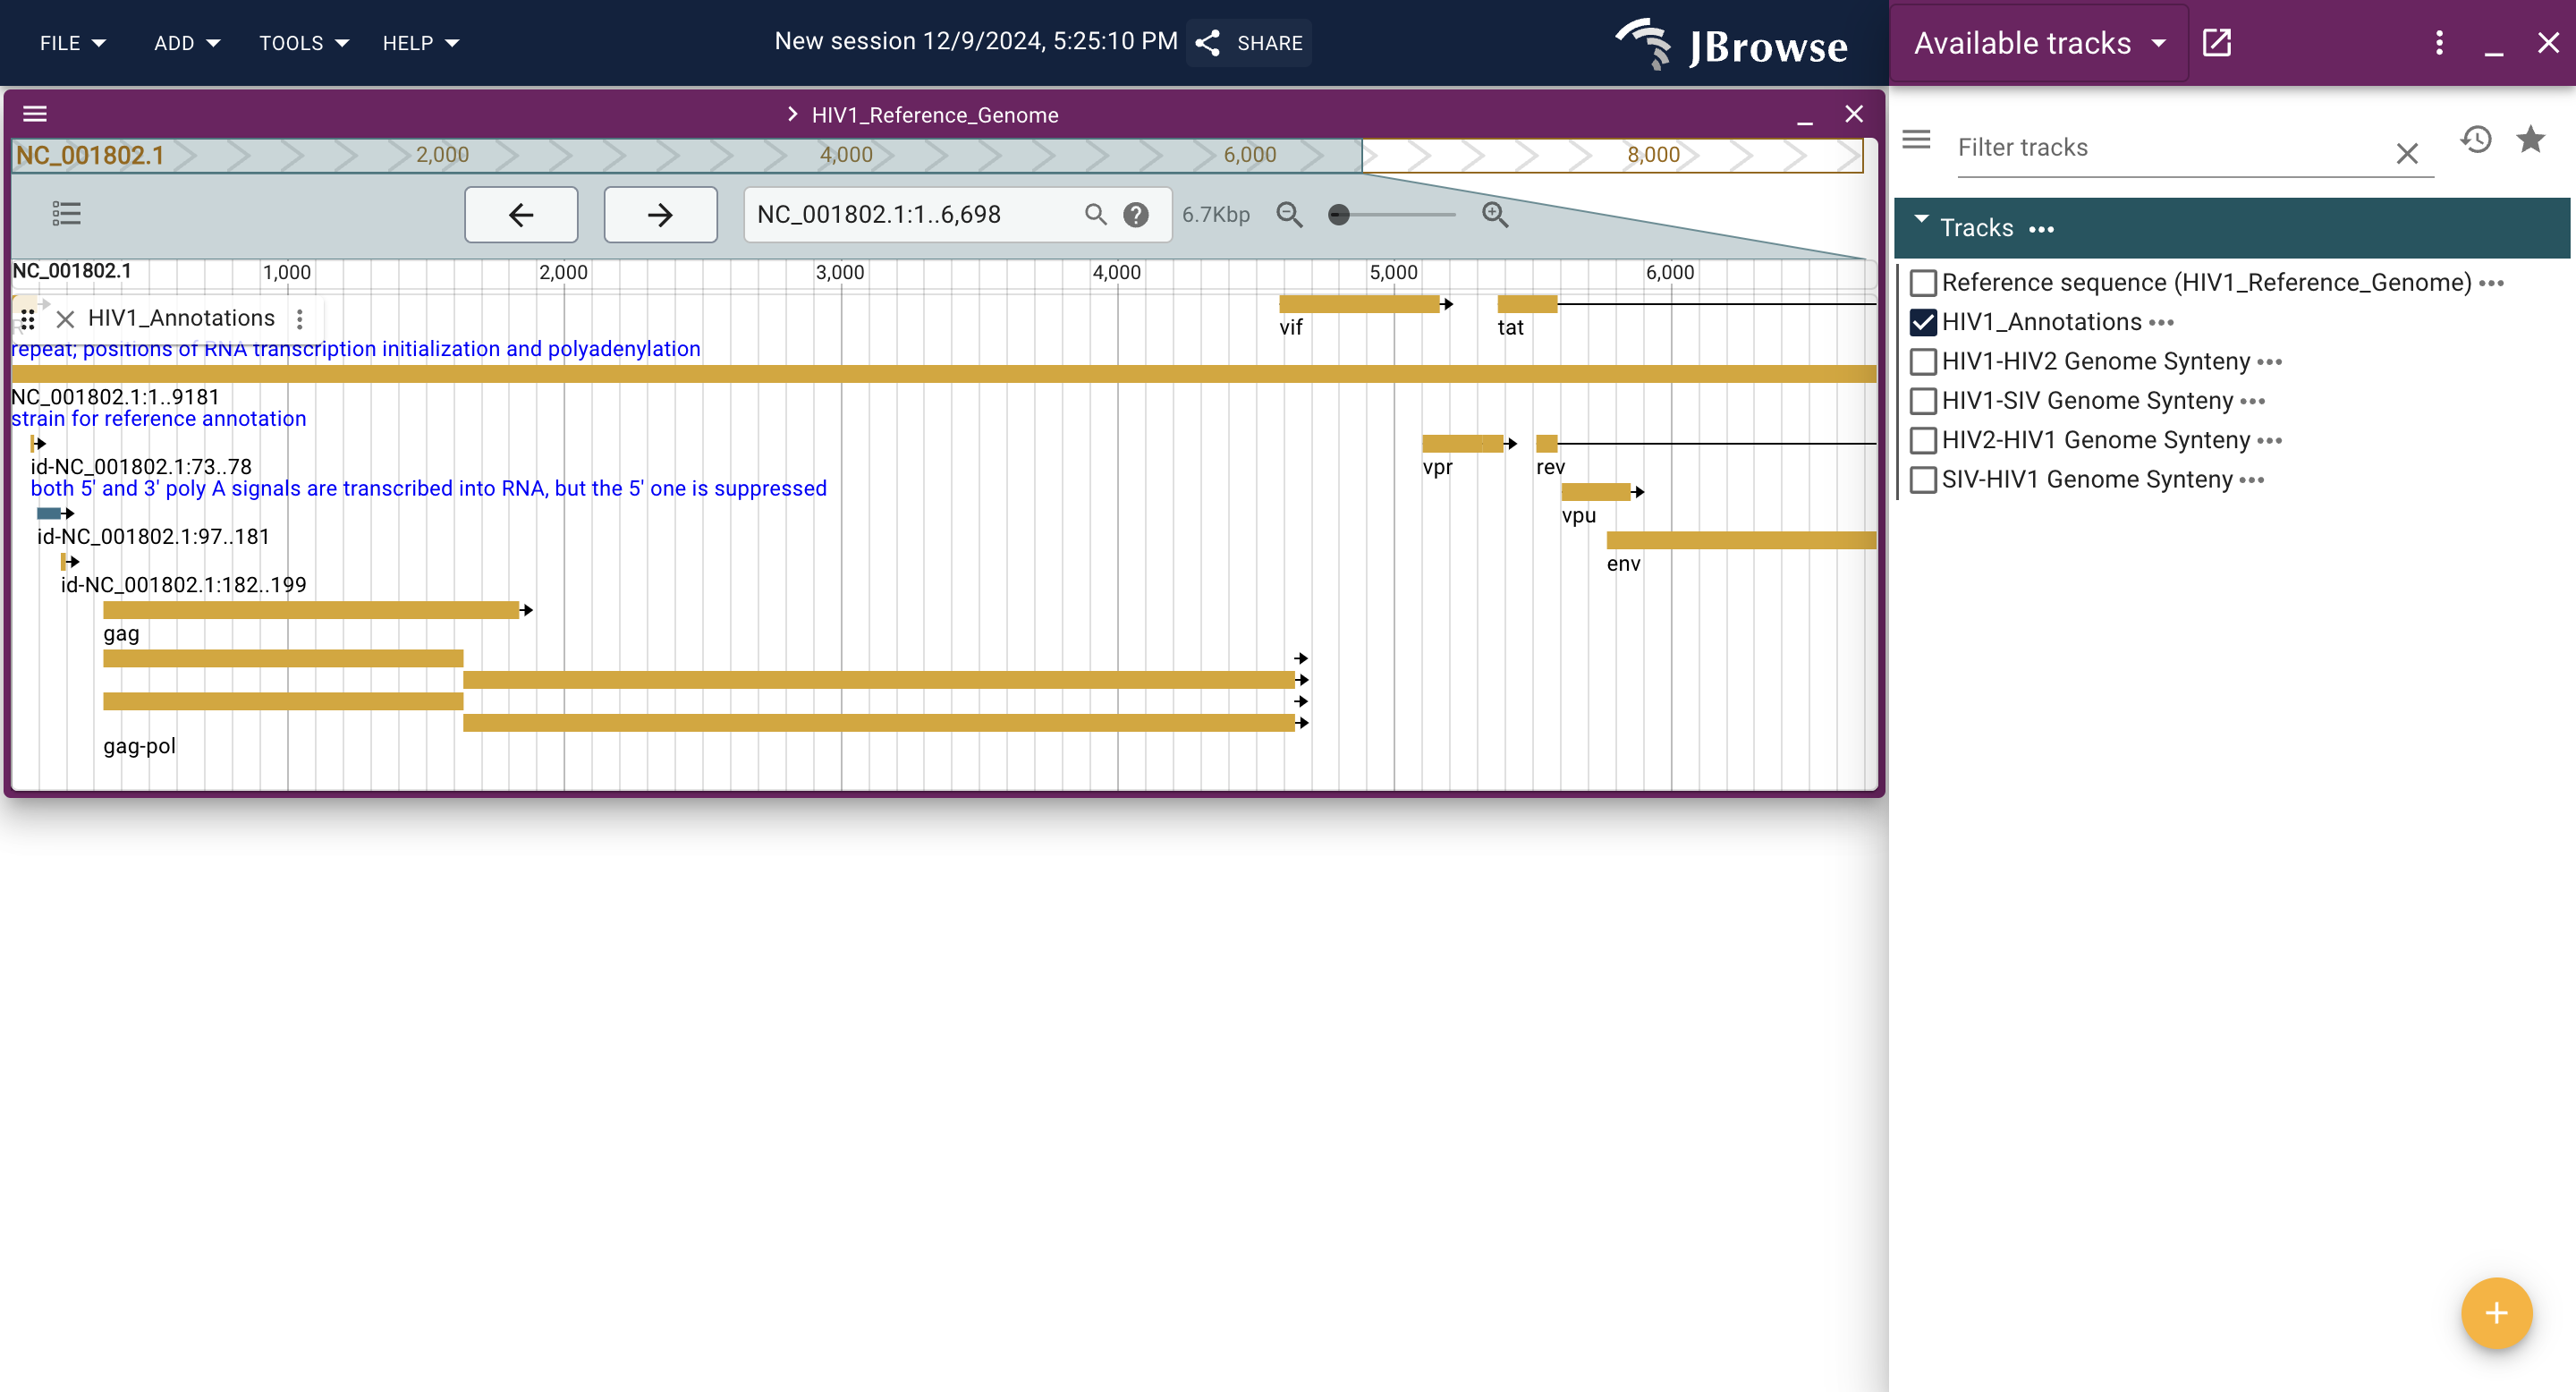 FILE ADD TOOLS HELP New session 12/9/2024, 5:25:10 PM SHARE JBrowse
HIV1_Reference_Genome
NC_001802.1 2,000 4,000 6,000 8,000
NC_001802.1:1..6,698 6.7Kbp
NC_001802.1 1,000 2,000 3,000 4,000 5,000 6,000
HIV1_Annotations
vif tat
repeat; positions of RNA transcription initialization and polyadenylation
NC_001802.1:1..9181
strain for reference annotation
id-NC_001802.1:73..78 vpr rev
both 5' and 3' poly A signals are transcribed into RNA, but the 5' one is suppressed
vpu
id-NC_001802.1:97..181
env
id-NC_001802.1:182..199
gag
gag-pol
Available tracks
Filter tracks
Tracks
Reference sequence (HIV1_Reference_Genome)
HIV1_Annotations
HIV1-HIV2 Genome Synteny
HIV1-SIV Genome Synteny
HIV2-HIV1 Genome Synteny
SIV-HIV1 Genome Synteny